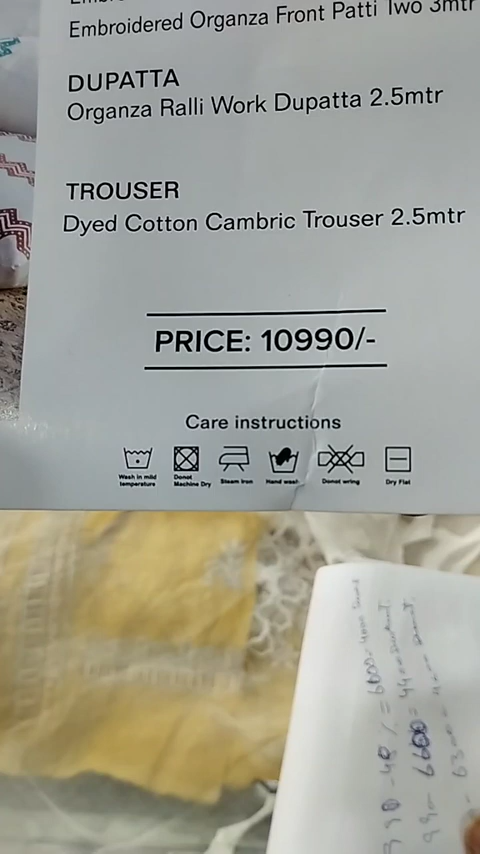 Embroidered Organza Front Patti Two 3mtr
DUPATTA
Organza Ralli Work Dupatta 2.5mtr
TROUSER
Dyed Cotton Cambric Trouser 2.5mtr
PRICE: 10990/-
Care instructions
Wash in mild temperature
Donot Machine Dry
Steam Iron
Hand wash
Donot wring
Dry Flat